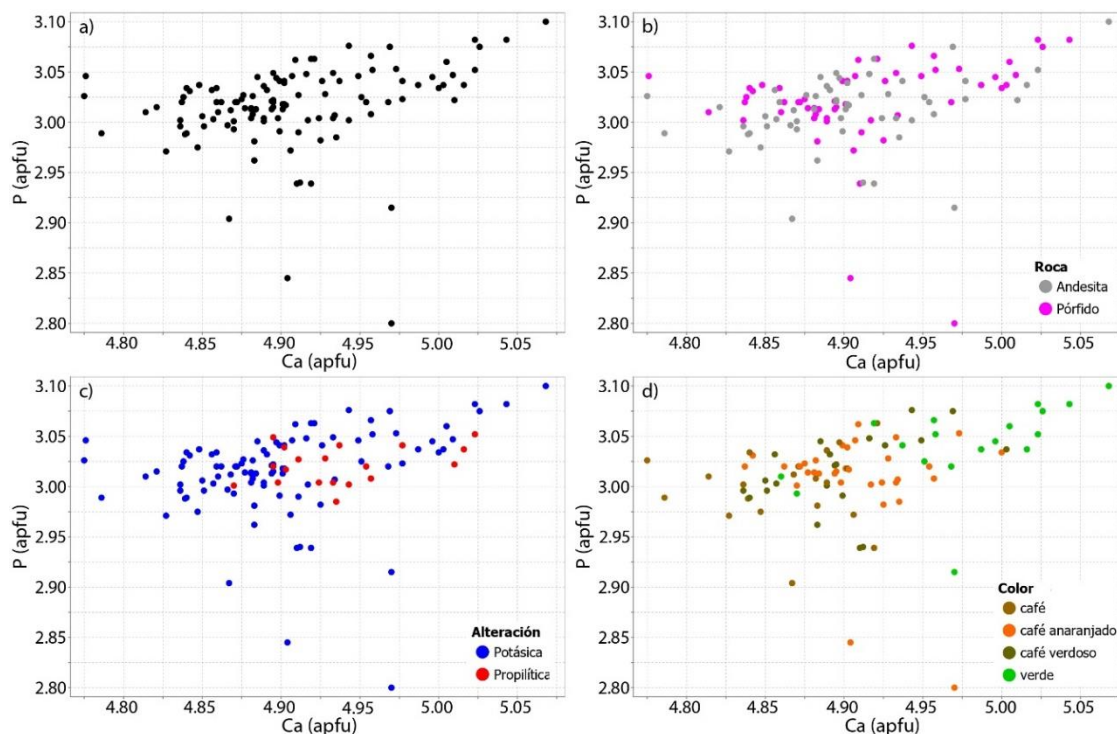 a)
3.10
3.05
3.00
2.95
2.90
2.85
2.80
P (apfu)
4.80 4.85 4.90 4.95 5.00 5.05
Ca (apfu)
b)
3.10
3.05
3.00
2.95
2.90
2.85
2.80
P (apfu)
Roca
Andesita
Pórfido
4.80 4.85 4.90 4.95 5.00 5.05
Ca (apfu)
c)
3.10
3.05
3.00
2.95
2.90
2.85
2.80
P (apfu)
Alteración
Potásica
Propilítica
4.80 4.85 4.90 4.95 5.00 5.05
Ca (apfu)
d)
3.10
3.05
3.00
2.95
2.90
2.85
2.80
P (apfu)
Color
café
café anaranjado
café verdoso
verde
4.80 4.85 4.90 4.95 5.00 5.05
Ca (apfu)